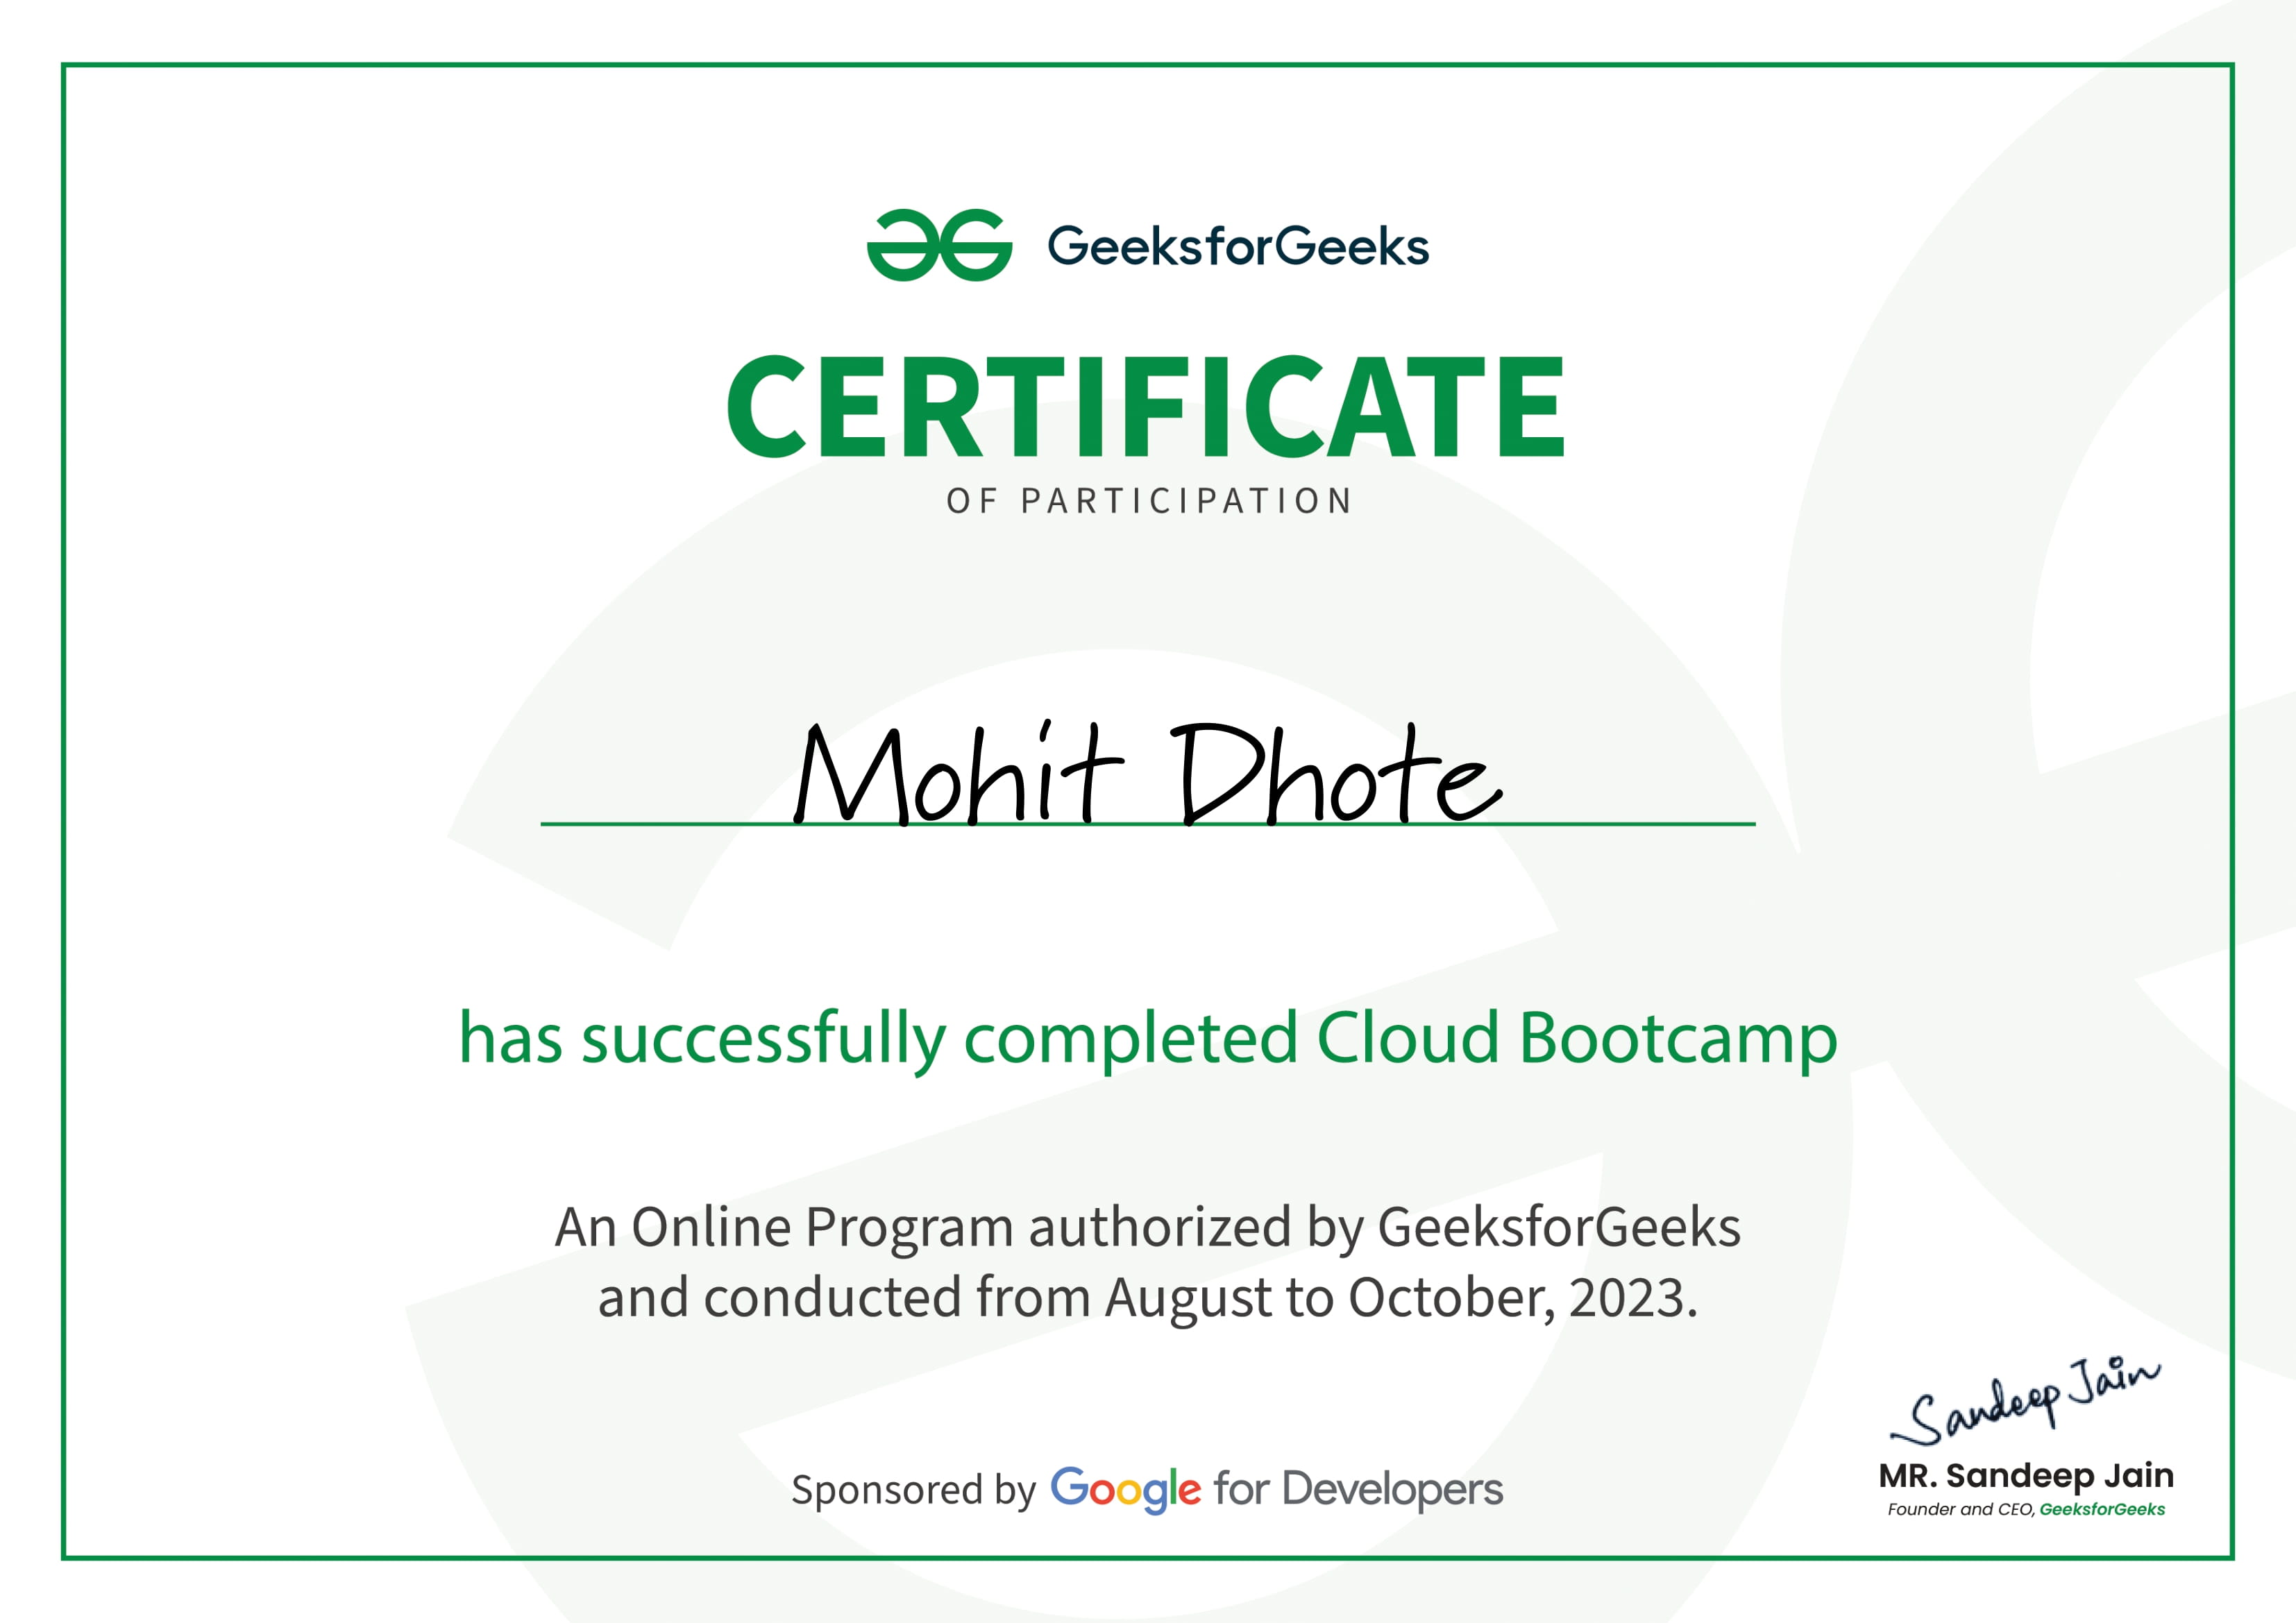 GeeksforGeeks
CERTIFICATE
OF PARTICIPATION
Mohit Dhote
has successfully completed Cloud Bootcamp
An Online Program authorized by GeeksforGeeks
and conducted from August to October, 2023.
Sandeep Jain
MR. Sandeep Jain
Founder and CEO, GeeksforGeeks
Sponsored by Google for Developers